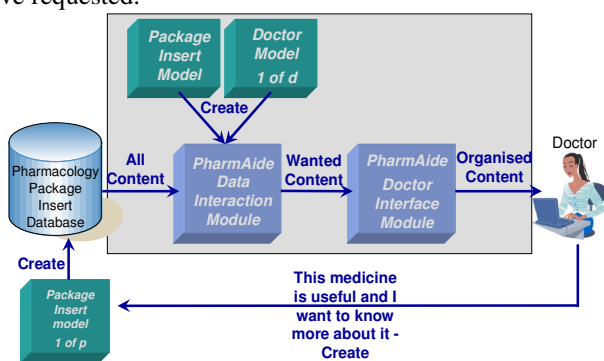 ve requested.
Package
Insert
Model
Doctor
Model
1 of d
Create
Pharmacology
Package
Insert
Database
All
Content
PharmAide
Data
Interaction
Module
Wanted
Content
PharmAide
Doctor
Interface
Module
Organised
Content
Doctor
Create
Package
Insert
model
1 of p
This medicine
is useful and I
want to know
more about it -
Create